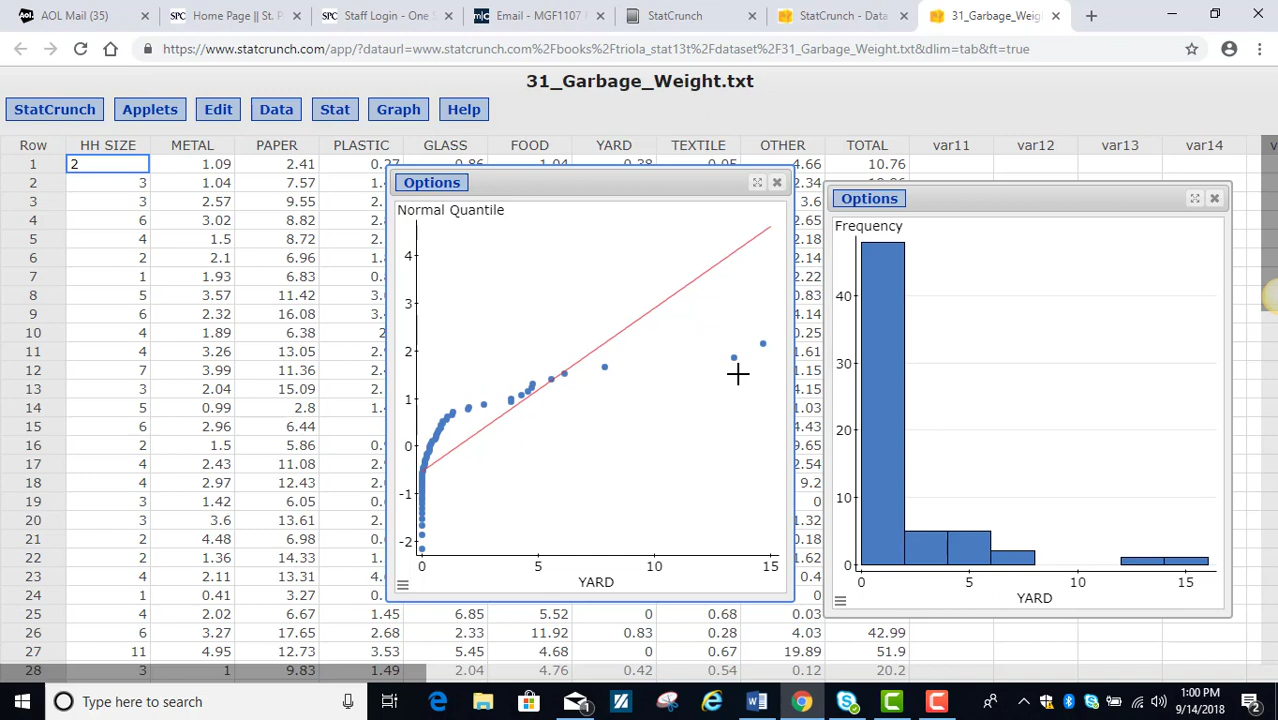 AOL Mail (35)
Home Page || St. P
Staff Login - One S
Email - MGF1107
StatCrunch
StatCrunch - Data
31_Garbage_Weig
https://www.statcrunch.com/app/?dataurl=www.statcrunch.com%2Fbooks%2Ftriola_stat13t%2Fdataset%2F31_Garbage_Weight.txt&dlim=tab&ft=true
31_Garbage_Weight.txt
StatCrunch Applets Edit Data Stat Graph Help
Row HH SIZE METAL PAPER PLASTIC GLASS FOOD YARD TEXTILE OTHER TOTAL var11 var12 var13 var14
1 2 1.09 2.41 0.27 0.86 1.04 0.38 0.05 4.66 10.76
2 3 1.04 7.57
3 3 2.57 9.55
4 6 3.02 8.82
5 4 1.5 8.72
6 2 2.1 6.96
7 1 1.93 6.83
8 5 3.57 11.42
9 6 2.32 16.08
10 4 1.89 6.38
11 4 3.26 13.05
12 7 3.99 11.36
13 4 2.04 15.09
14 5 0.99 2.8
15 6 2.96 6.44
16 2 1.5 5.86
17 4 2.43 11.08
18 4 2.97 12.43
19 3 1.42 6.05
20 3 3.6 13.61
21 2 4.48 6.98
22 2 1.36 14.33
23 4 2.11 13.31
24 1 0.41 3.27
25 4 2.02 6.67 1.45 6.85 5.52 0 0.68 0.03
26 6 3.27 17.65 2.68 2.33 11.92 0.83 0.28 4.03 42.99
27 11 4.95 12.73 3.53 5.45 4.68 0 0.67 19.89 51.9
28 3 1 9.83 1.49 2.04 4.76 0.42 0.54 0.12 20.2
Options
Normal Quantile
4
3
2
1
0
-1
-2
0 5 10 15
YARD
Options
Frequency
40
30
20
10
0
0 5 10 15
YARD
Type here to search
1:00 PM
9/14/2018